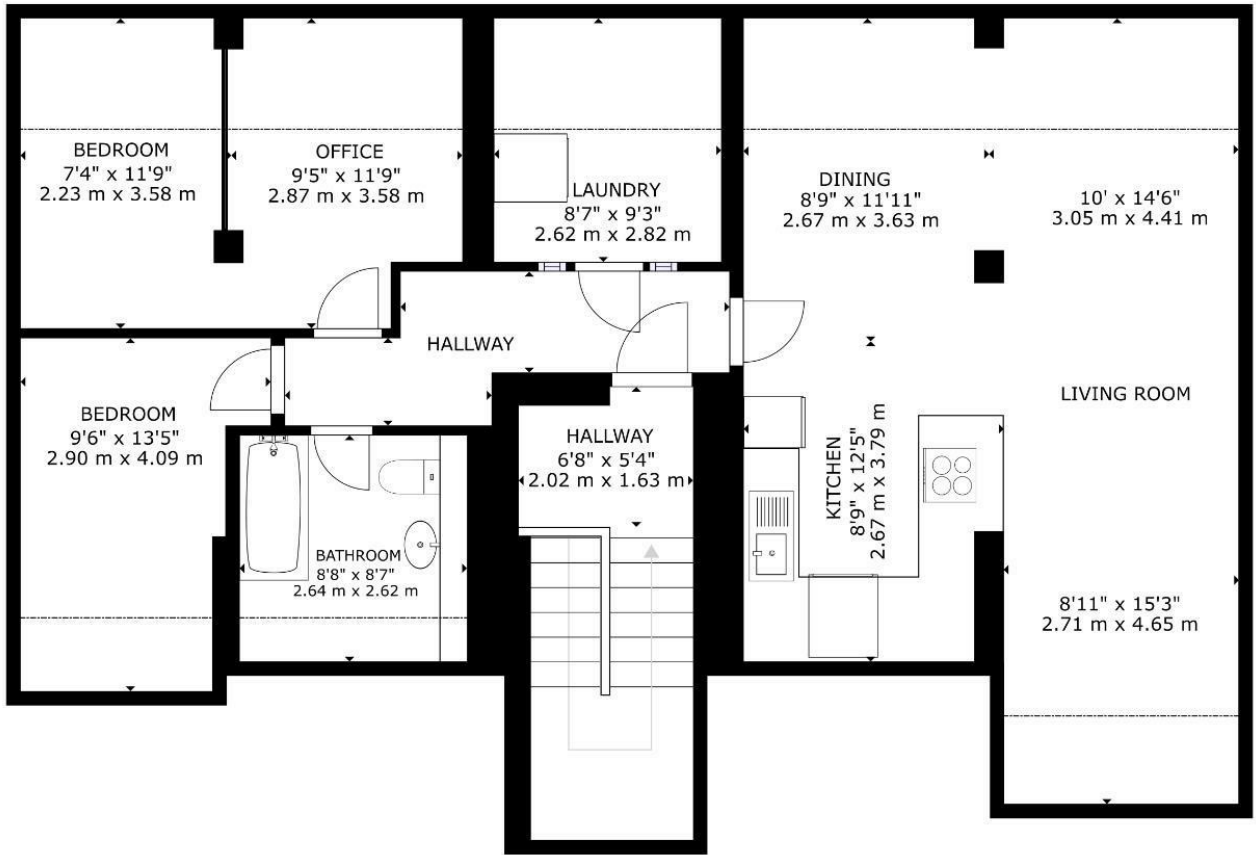 BEDROOM
7'4" x 11'9"
2.23 m x 3.58 m
OFFICE
9'5" x 11'9"
2.87 m x 3.58 m
LAUNDRY
8'7" x 9'3"
2.62 m x 2.82 m
DINING
8'9" x 11'11"
2.67 m x 3.63 m
10' x 14'6"
3.05 m x 4.41 m
HALLWAY
LIVING ROOM
BEDROOM
9'6" x 13'5"
2.90 m x 4.09 m
HALLWAY
6'8" x 5'4"
2.02 m x 1.63 m
KITCHEN
8'9" x 12'5"
2.67 m x 3.79 m
BATHROOM
8'8" x 8'7"
2.64 m x 2.62 m
8'11" x 15'3"
2.71 m x 4.65 m